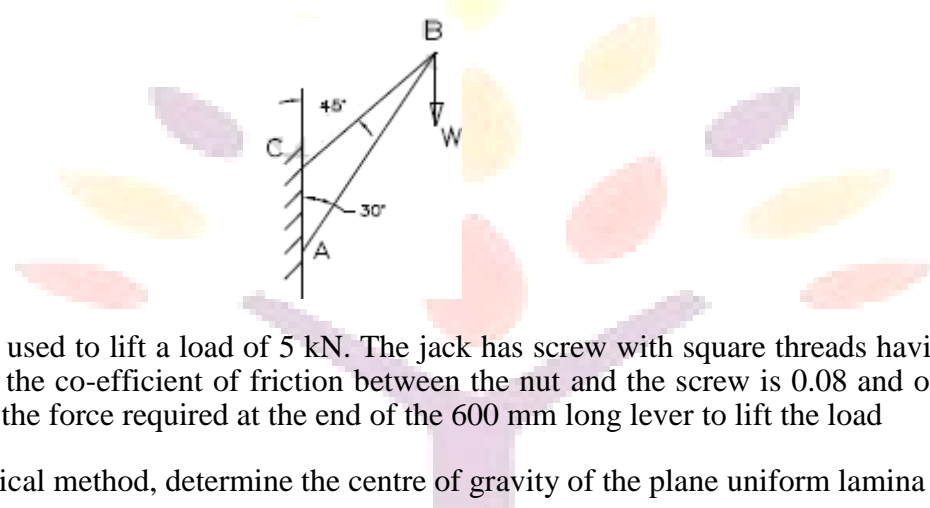 B
45°
W
C
30°
A
used to lift a load of 5 kN. The jack has screw with square threads havi
the co-efficient of friction between the nut and the screw is 0.08 and o
the force required at the end of the 600 mm long lever to lift the load
ical method, determine the centre of gravity of the plane uniform lamina